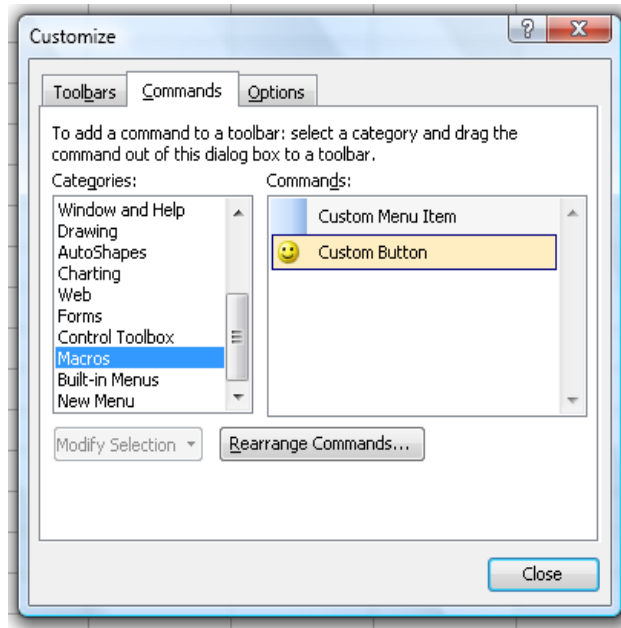 Customize
Toolbars
Commands
Options
To add a command to a toolbar: select a category and drag the
command out of this dialog box to a toolbar.
Categories:
Commands:
Window and Help
Drawing
AutoShapes
Charting
Web
Forms
Control Toolbox
Macros
Built-in Menus
New Menu
Custom Menu Item
Custom Button
Modify Selection
Rearrange Commands...
Close